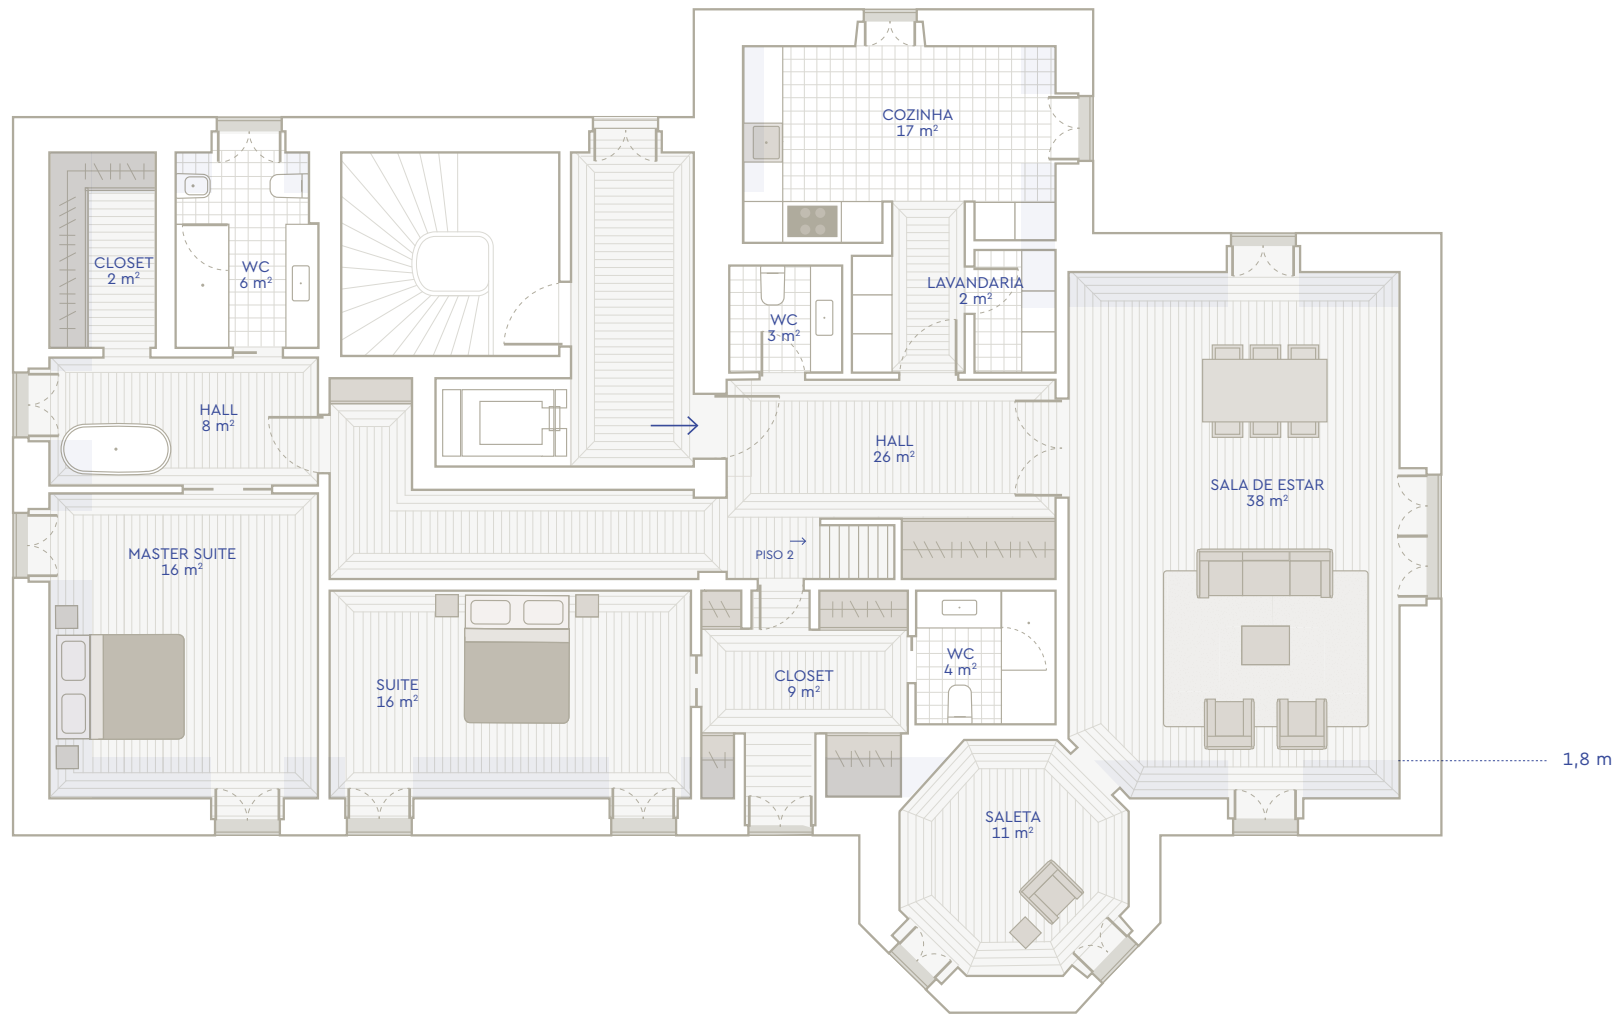 COZINHA
17 m²
CLOSET
2 m²
WC
6 m²
LAVANDARIA
2 m²
WC
3 m²
HALL
8 m²
HALL
26 m²
SALA DE ESTAR
38 m²
MASTER SUITE
16 m²
PISO 2
SUITE
16 m²
CLOSET
9 m²
WC
4 m²
1,8 m
SALETA
11 m²